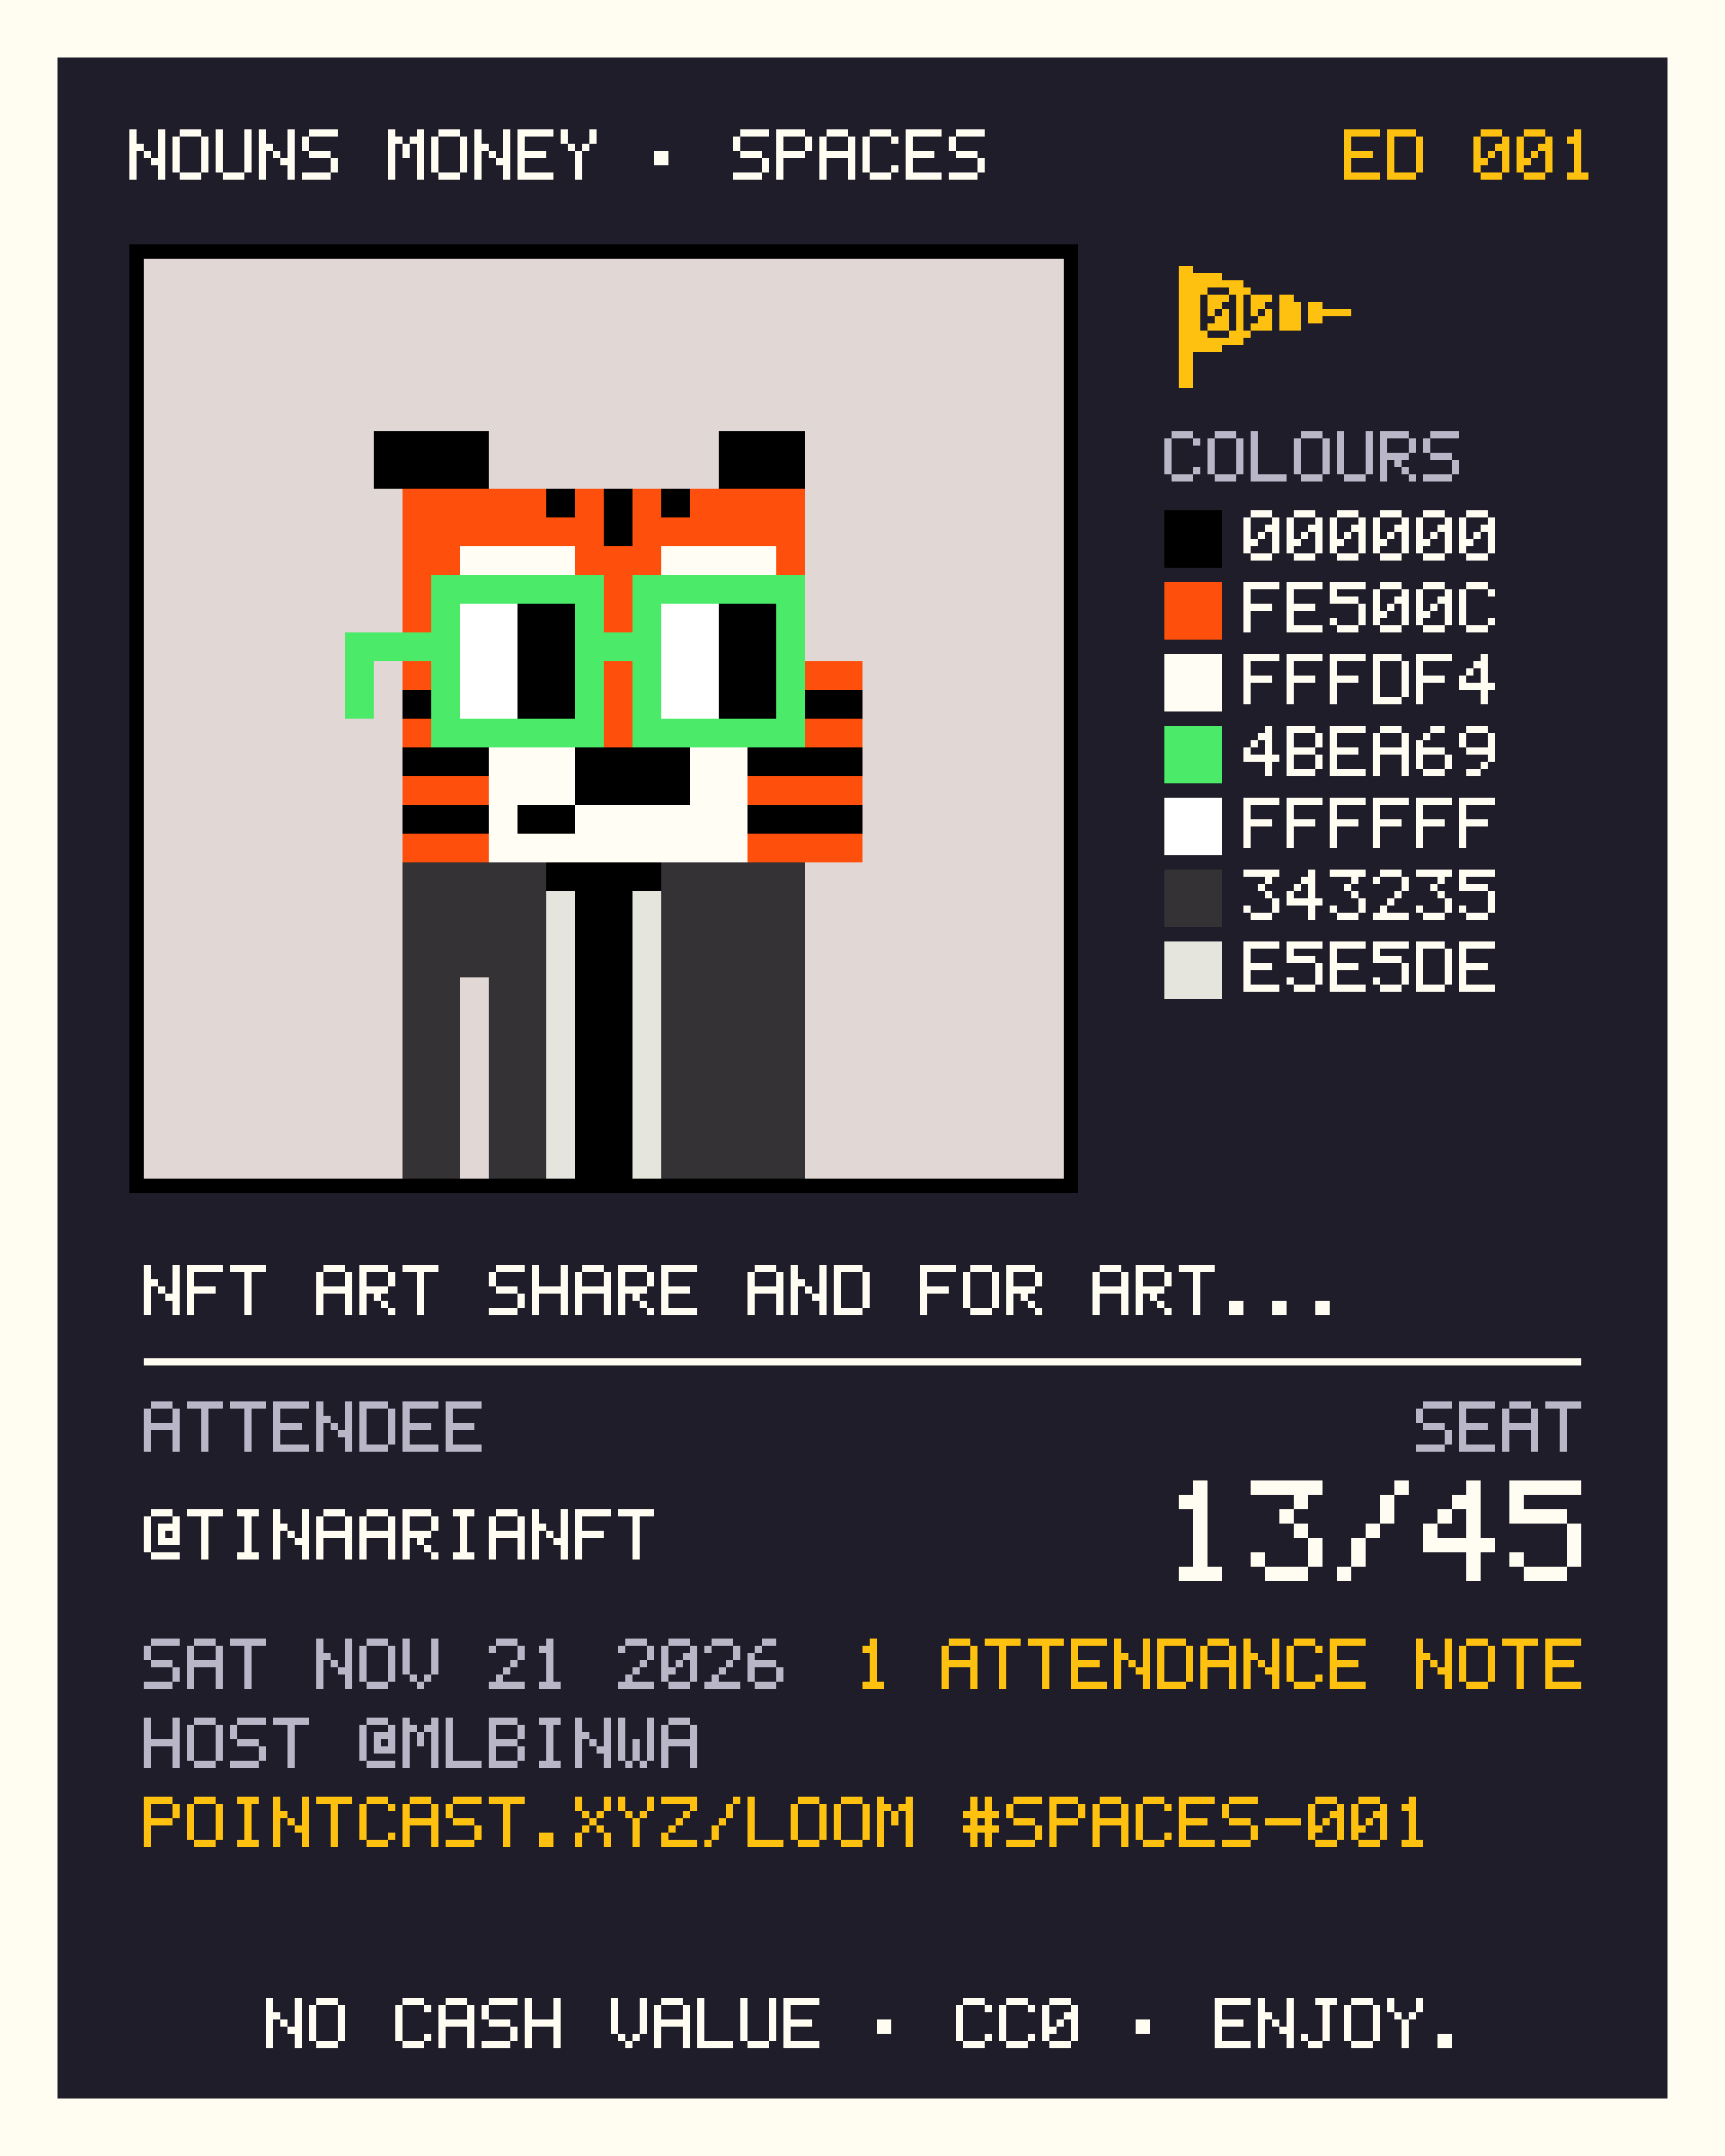 NOUNS MONEY · SPACES ED 001
COLOURS
000000
FE500C
FFFDF4
4BEA69
FFFFFF
343235
E5E5DE
NFT ART SHARE AND FOR ART...
ATTENDEE SEAT
@TINAARIANFT 13/45
SAT NOV 21 2026 1 ATTENDANCE NOTE
HOST @MLBINWA
POINTCAST.XYZ/LOOM #SPACES-001
NO CASH VALUE · CC0 · ENJOY.